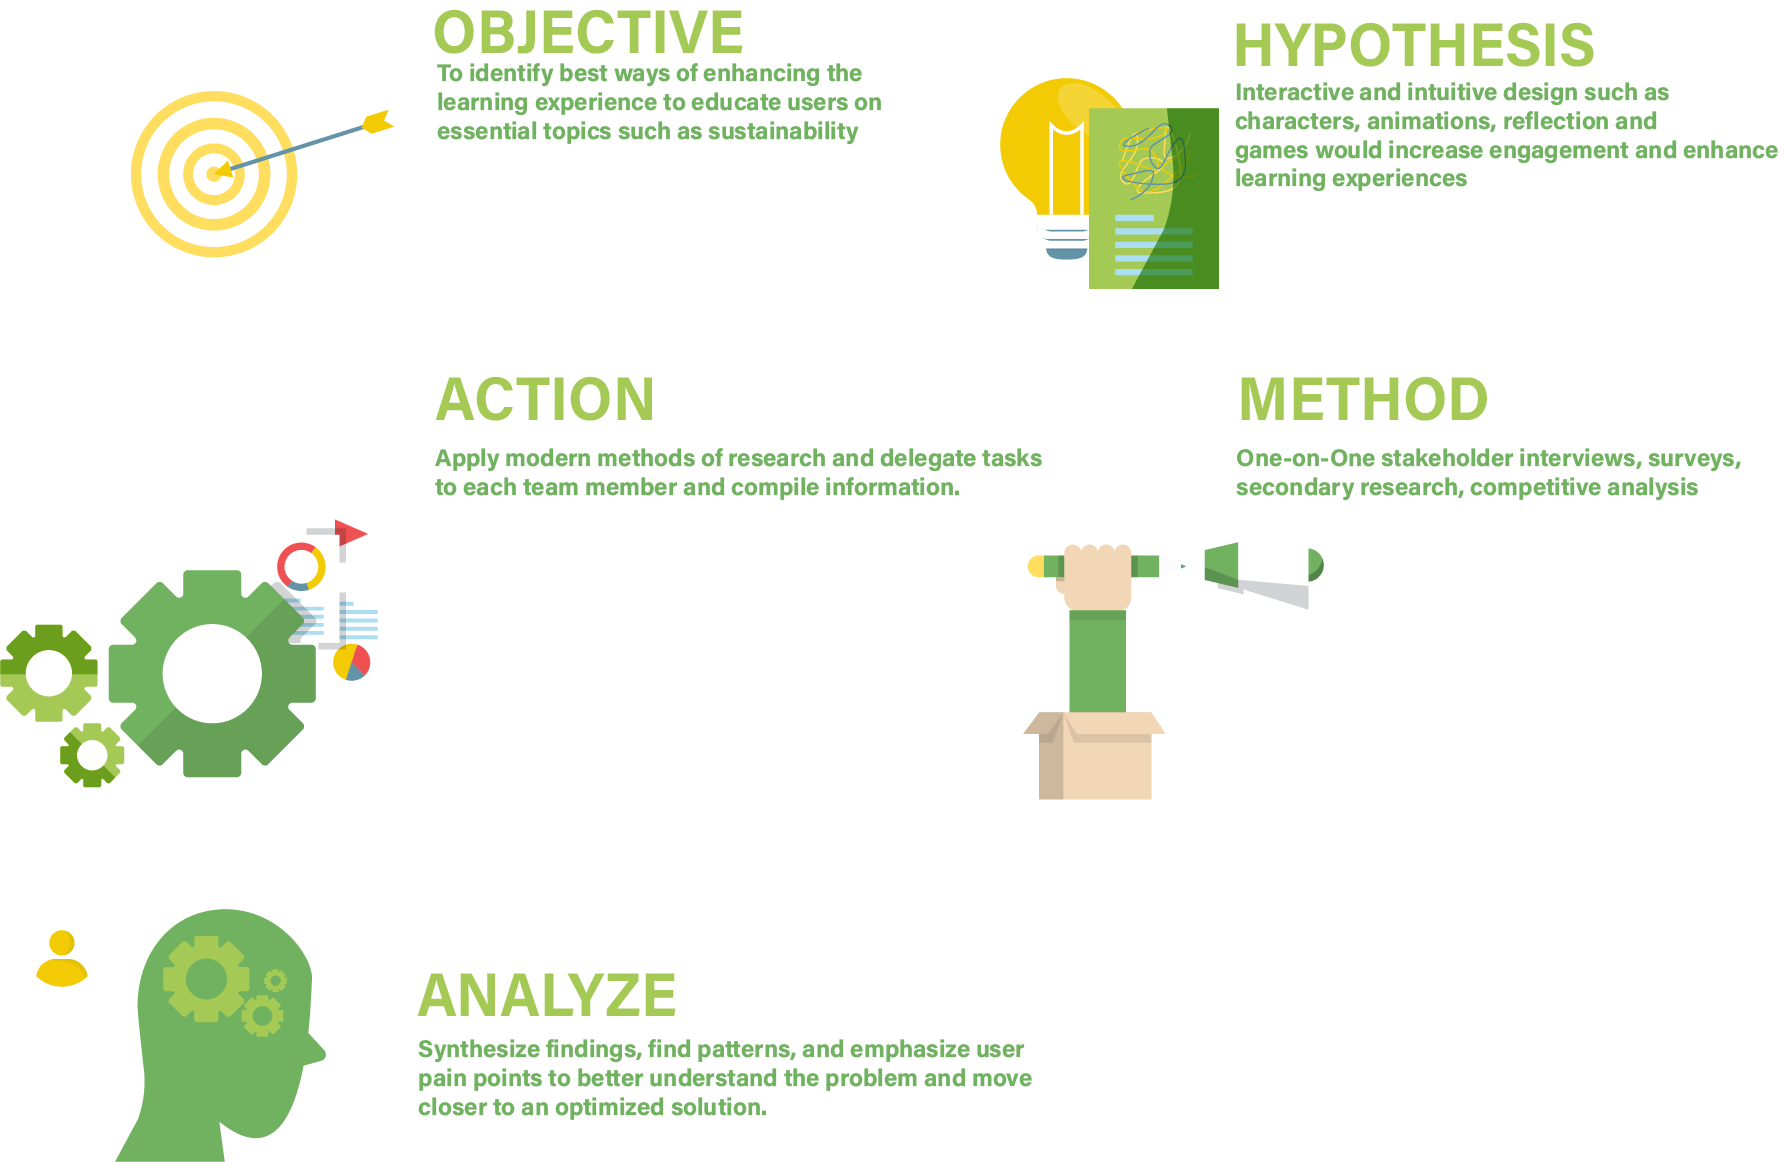 OBJECTIVE
To identify best ways of enhancing the
learning experience to educate users on
essential topics such as sustainability
HYPOTHESIS
Interactive and intuitive design such as
characters, animations, reflection and
games would increase engagement and enhance
learning experiences
ACTION
Apply modern methods of research and delegate tasks
to each team member and compile information.
METHOD
One-on-One stakeholder interviews, surveys,
secondary research, competitive analysis
ANALYZE
Synthesize findings, find patterns, and emphasize user
pain points to better understand the problem and move
closer to an optimized solution.